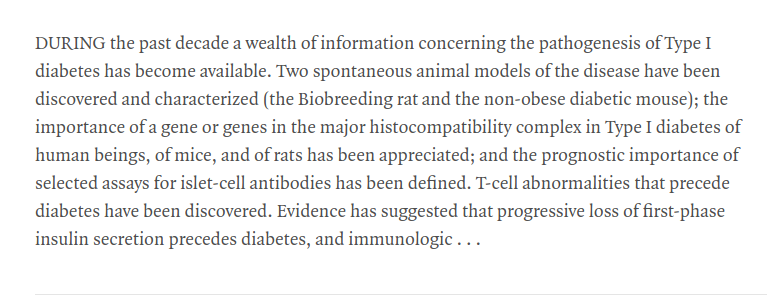 DURING the past decade a wealth of information concerning the pathogenesis of Type I
diabetes has become available. Two spontaneous animal models of the disease have been
discovered and characterized (the Biobreeding rat and the non-obese diabetic mouse); the
importance of a gene or genes in the major histocompatibility complex in Type I diabetes of
human beings, of mice, and of rats has been appreciated; and the prognostic importance of
selected assays for islet-cell antibodies has been defined. T-cell abnormalities that precede
diabetes have been discovered. Evidence has suggested that progressive loss of first-phase
insulin secretion precedes diabetes, and immunologic . . .